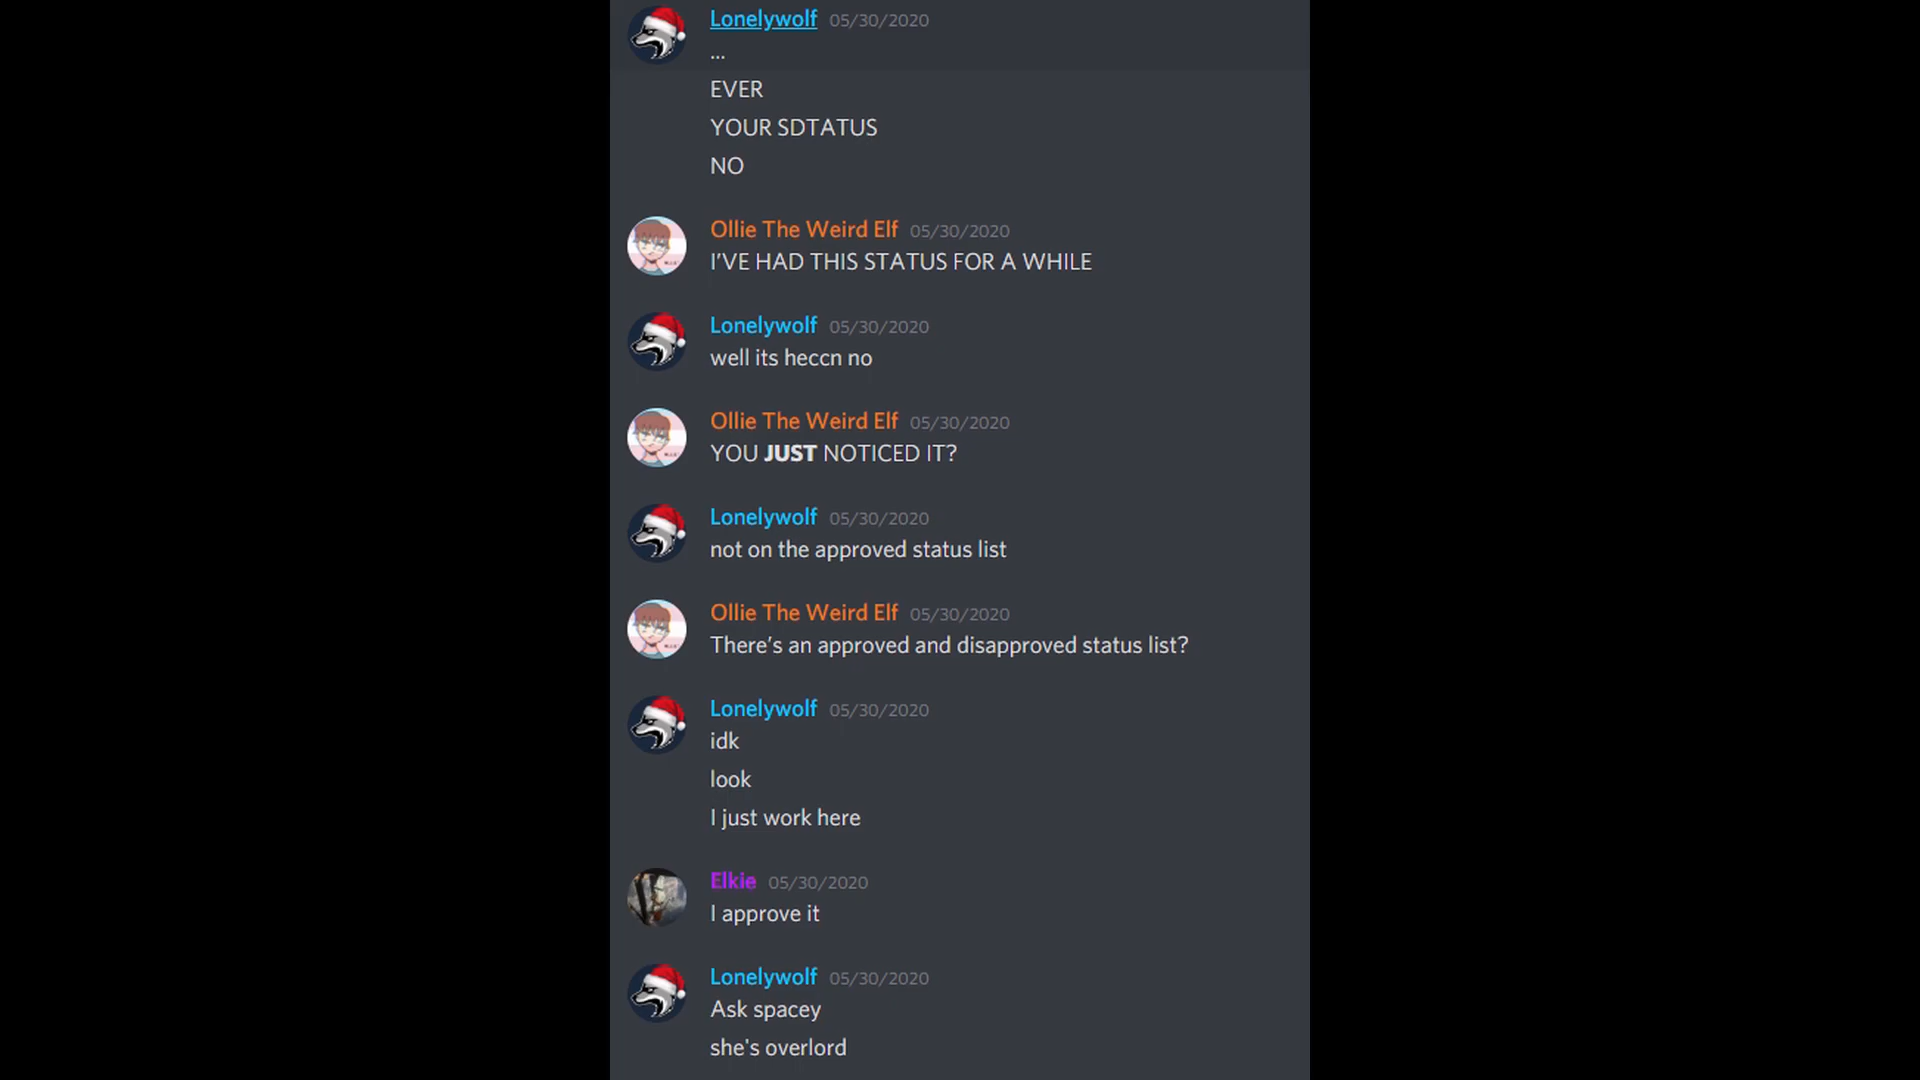 Lonelywolf 05/30/2020
...
EVER
YOUR SDTATUS
NO
Ollie The Weird Elf 05/30/2020
I’VE HAD THIS STATUS FOR A WHILE
Lonelywolf 05/30/2020
well its heccn no
Ollie The Weird Elf 05/30/2020
YOU JUST NOTICED IT?
Lonelywolf 05/30/2020
not on the approved status list
Ollie The Weird Elf 05/30/2020
There’s an approved and disapproved status list?
Lonelywolf 05/30/2020
idk
look
I just work here
Elkie 05/30/2020
I approve it
Lonelywolf 05/30/2020
Ask spacey
she's overlord